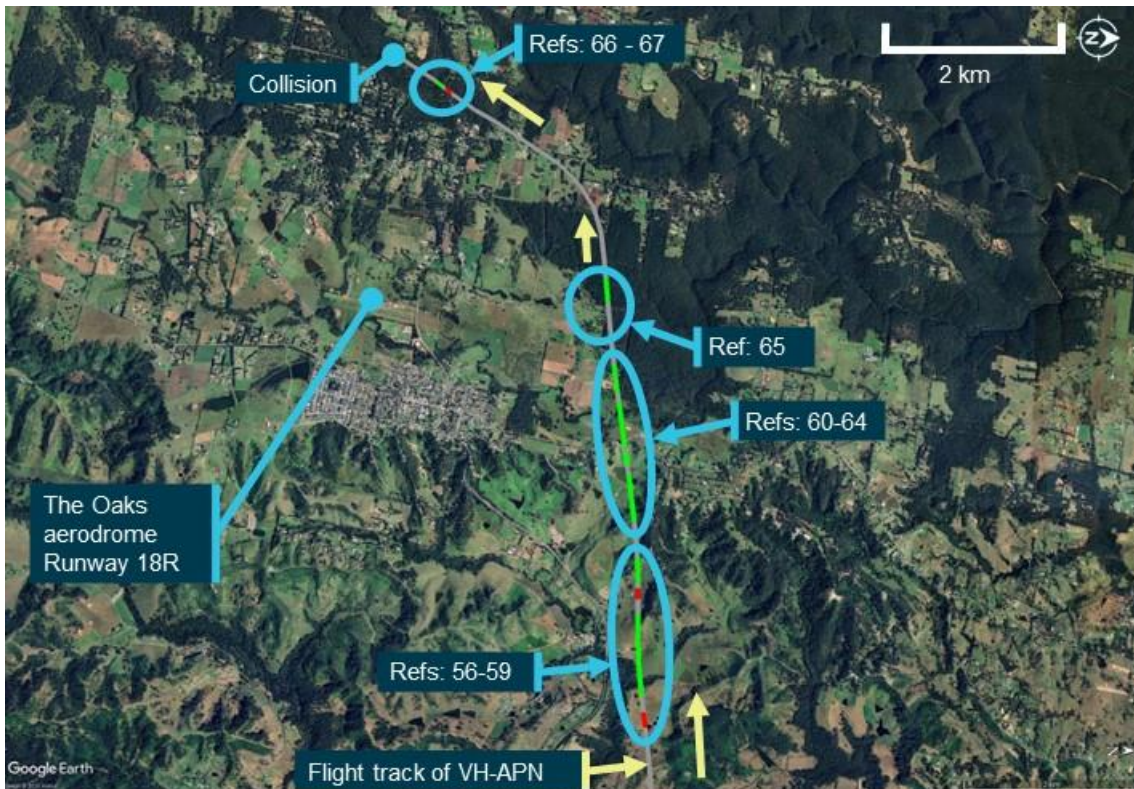 Refs: 66 - 67
Collision
2 km
Z
Ref: 65
Refs: 60-64
The Oaks
aerodrome
Runway 18R
Refs: 56-59
Flight track of VH-APN
Google Earth